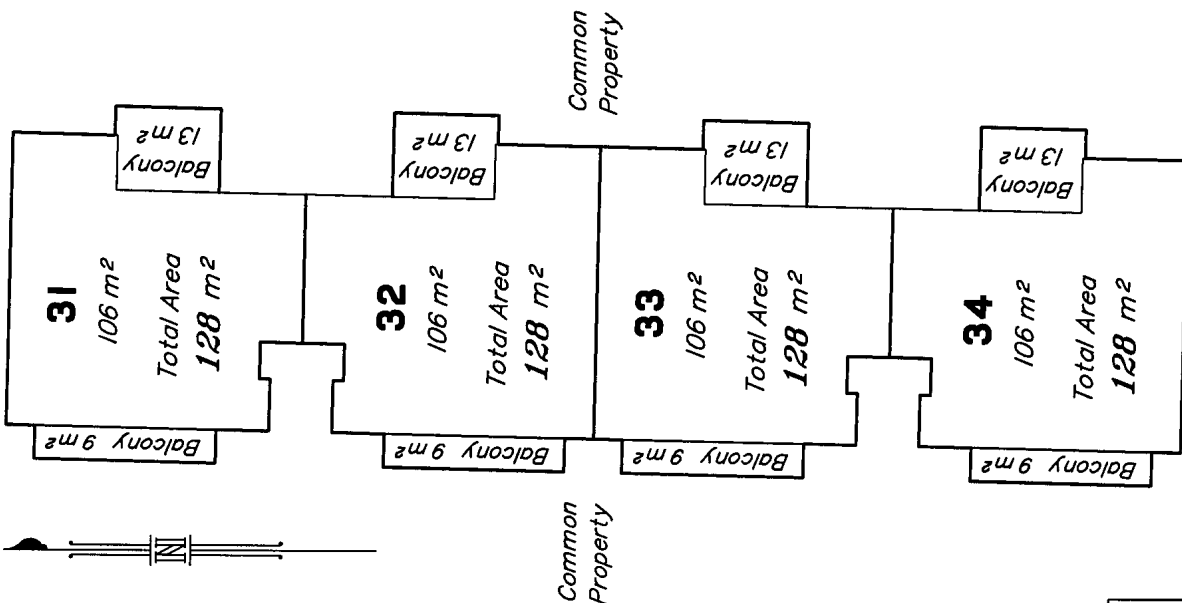 Common
Property
Balcony
13 m²
Balcony
13 m²
Balcony
13 m²
Balcony
13 m²
31
106 m²
Total Area
128 m²
32
106 m²
Total Area
128 m²
33
106 m²
Total Area
128 m²
34
106 m²
Total Area
128 m²
Balcony 9 m²
Balcony 9 m²
Balcony 9 m²
Balcony 9 m²
N
Common
Property